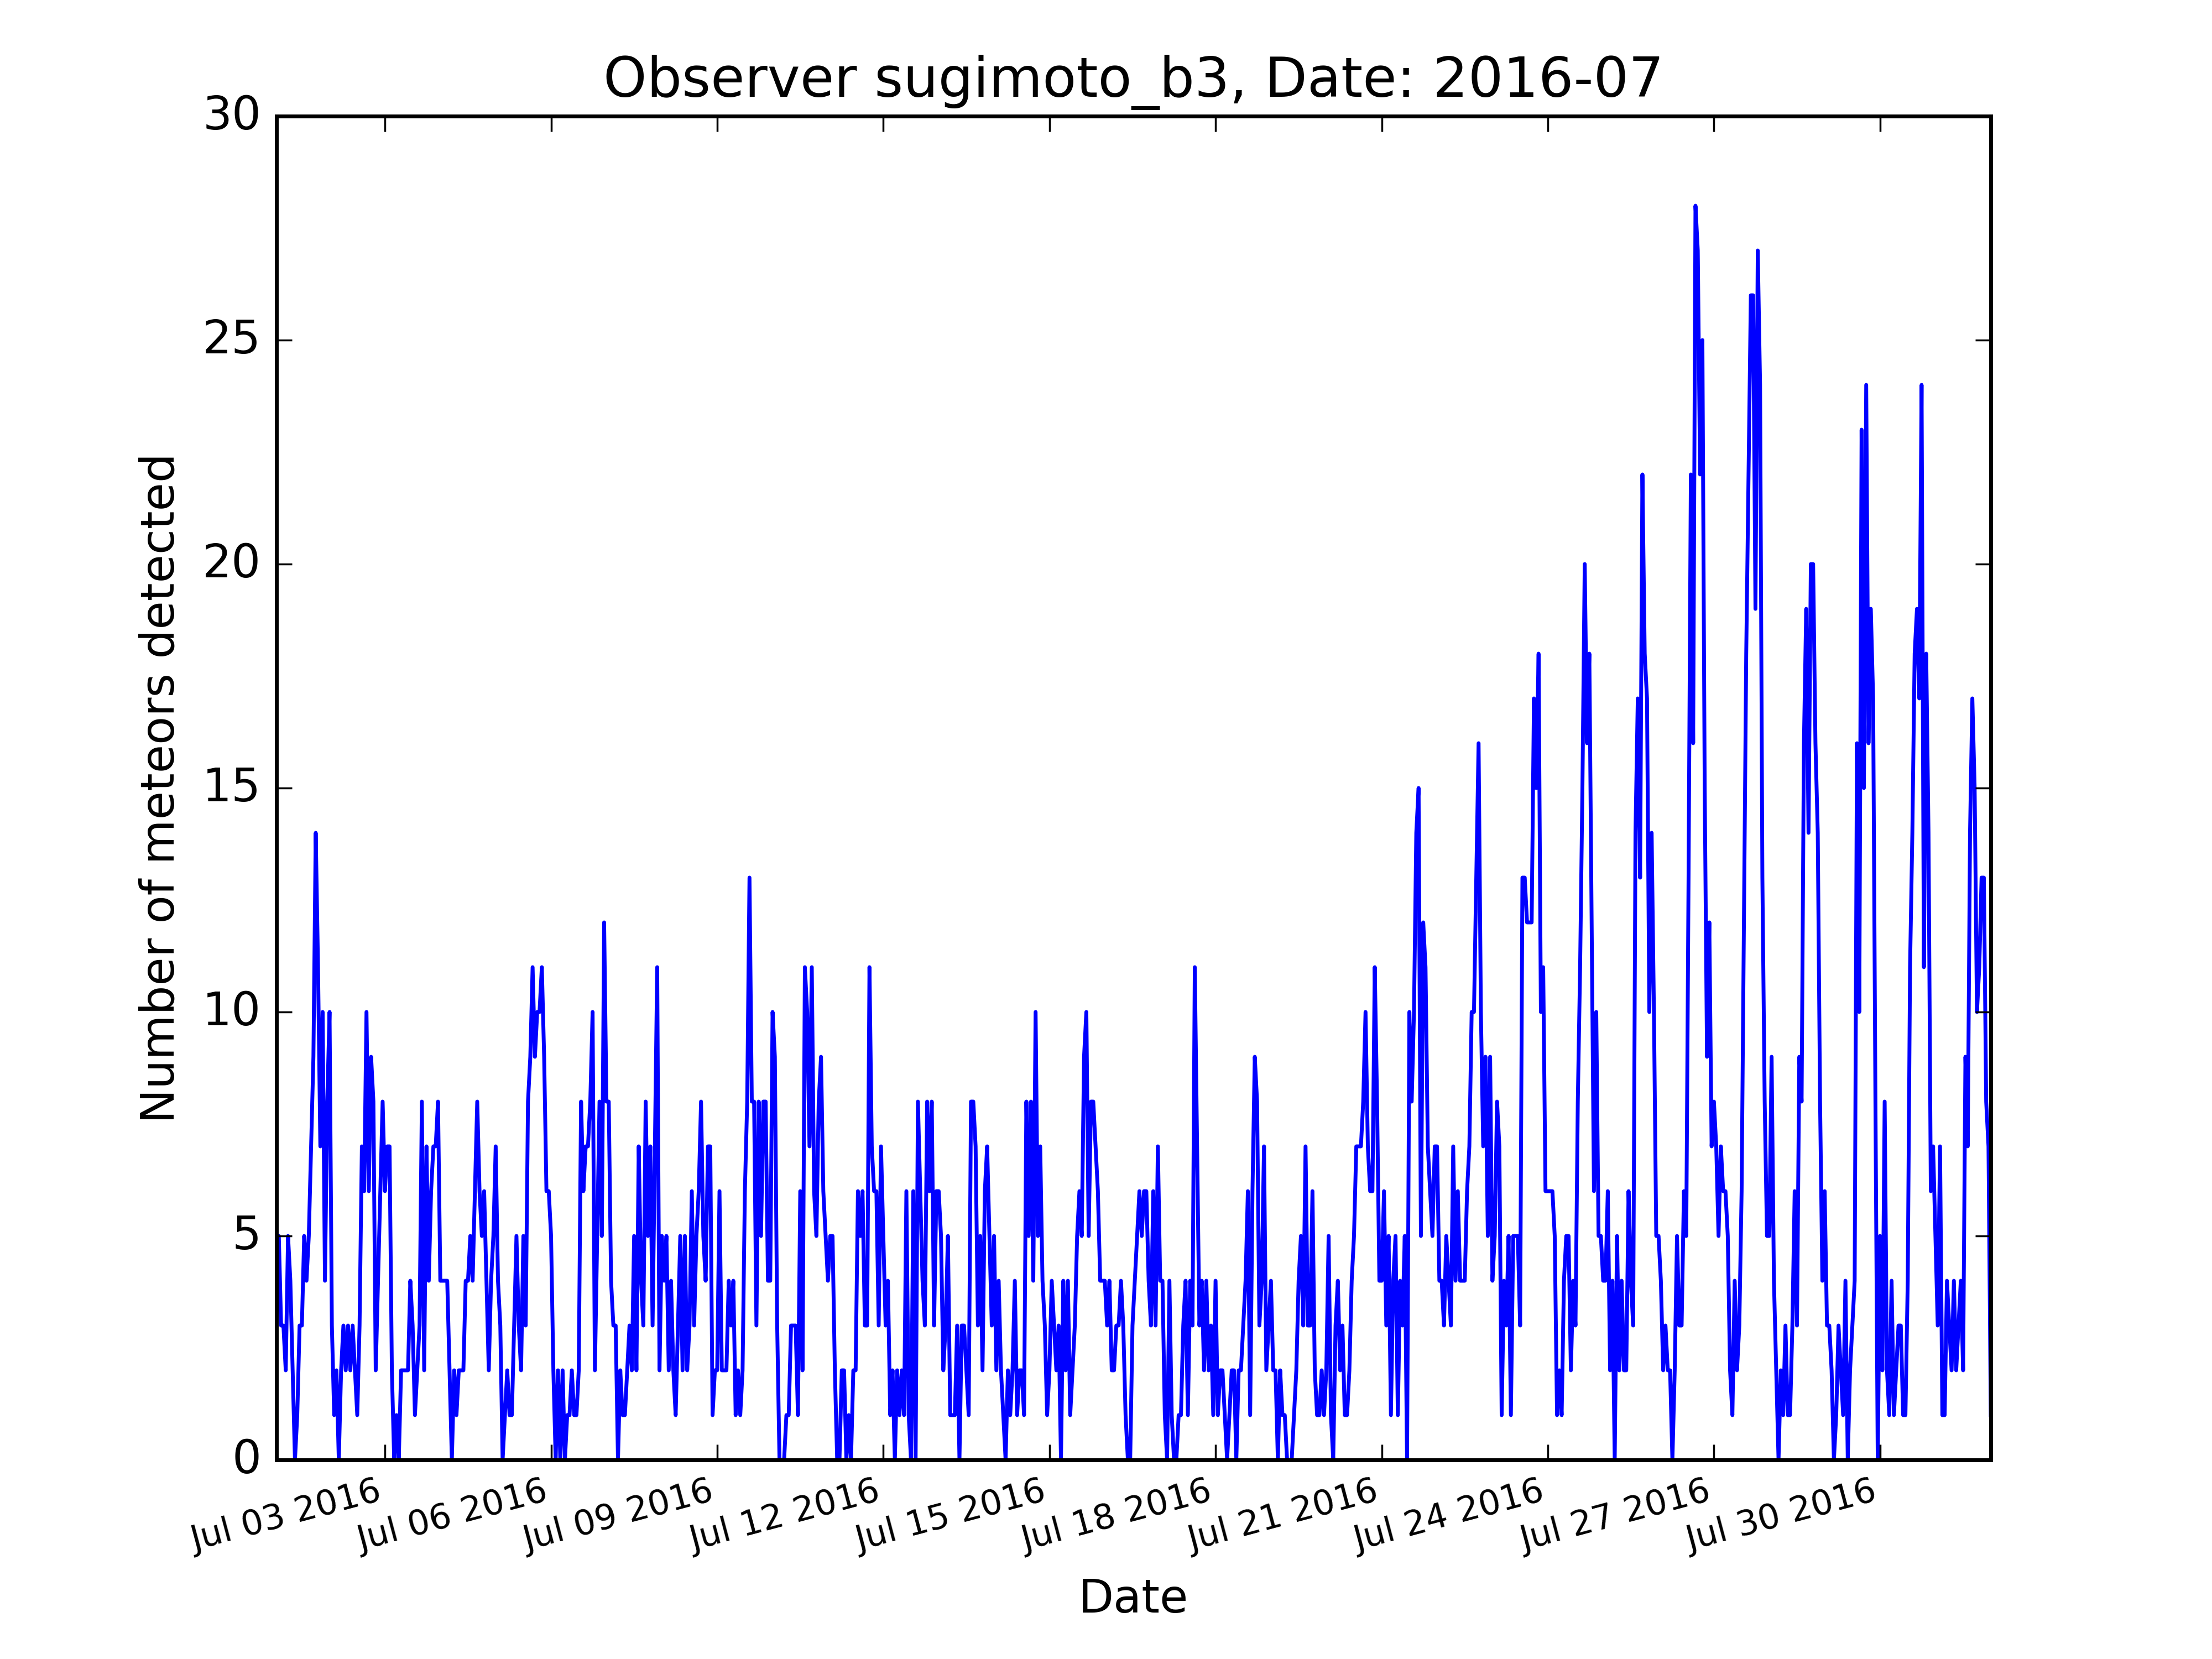 Observer sugimoto_b3, Date: 2016-07
30
25
20
15
10
5
0
Number of meteors detected
Jul 03 2016
Jul 06 2016
Jul 09 2016
Jul 12 2016
Jul 15 2016
Jul 18 2016
Jul 21 2016
Jul 24 2016
Jul 27 2016
Jul 30 2016
Date